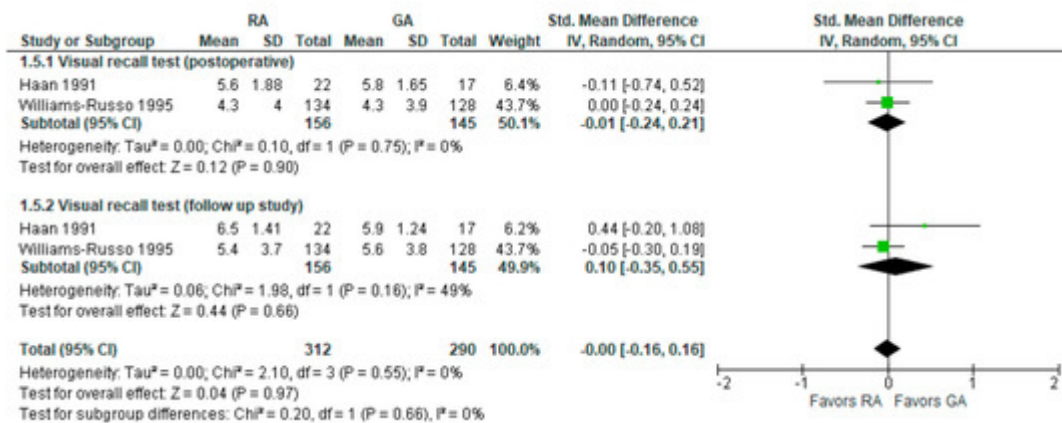 RA GA Std. Mean Difference Std. Mean Difference
Study or Subgroup Mean SD Total Mean SD Total Weight IV, Random, 95% CI IV, Random, 95% CI
1.5.1 Visual recall test (postoperative)
Haan 1991 5.6 1.88 22 5.8 1.65 17 6.4% -0.11 [-0.74, 0.52]
Williams-Russo 1995 4.3 4 134 4.3 3.9 128 43.7% 0.00 [-0.24, 0.24]
Subtotal (95% CI) 156 145 50.1% -0.01 [-0.24, 0.21]
Heterogeneity: Tau² = 0.00; Chi² = 0.10, df = 1 (P = 0.75); I² = 0%
Test for overall effect: Z = 0.12 (P = 0.90)
1.5.2 Visual recall test (follow up study)
Haan 1991 6.5 1.41 22 5.9 1.24 17 6.2% 0.44 [-0.20, 1.08]
Williams-Russo 1995 5.4 3.7 134 5.6 3.8 128 43.7% -0.05 [-0.30, 0.19]
Subtotal (95% CI) 156 145 49.9% 0.10 [-0.35, 0.55]
Heterogeneity: Tau² = 0.06; Chi² = 1.98, df = 1 (P = 0.16); I² = 49%
Test for overall effect: Z = 0.44 (P = 0.66)
Total (95% CI) 312 290 100.0% -0.00 [-0.16, 0.16]
Heterogeneity: Tau² = 0.00; Chi² = 2.10, df = 3 (P = 0.55); I² = 0%
Test for overall effect: Z = 0.04 (P = 0.97)
Test for subgroup differences: Chi² = 0.20, df = 1 (P = 0.66), I² = 0%
-2 -1 0 1 2
Favors RA Favors GA